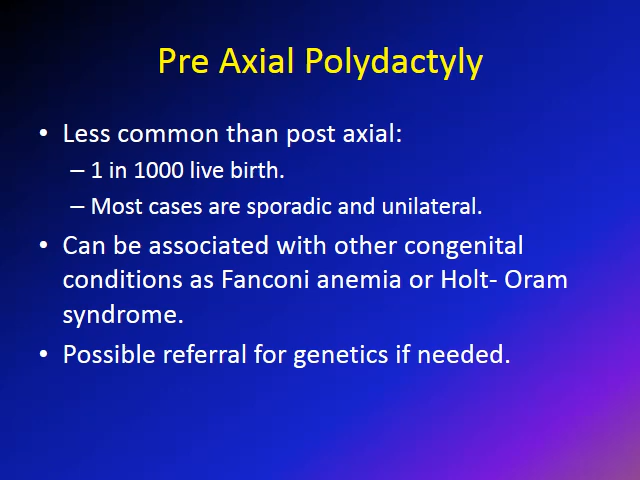 Pre Axial Polydactyly
• Less common than post axial:
– 1 in 1000 live birth.
– Most cases are sporadic and unilateral.
• Can be associated with other congenital
conditions as Fanconi anemia or Holt- Oram
syndrome.
• Possible referral for genetics if needed.